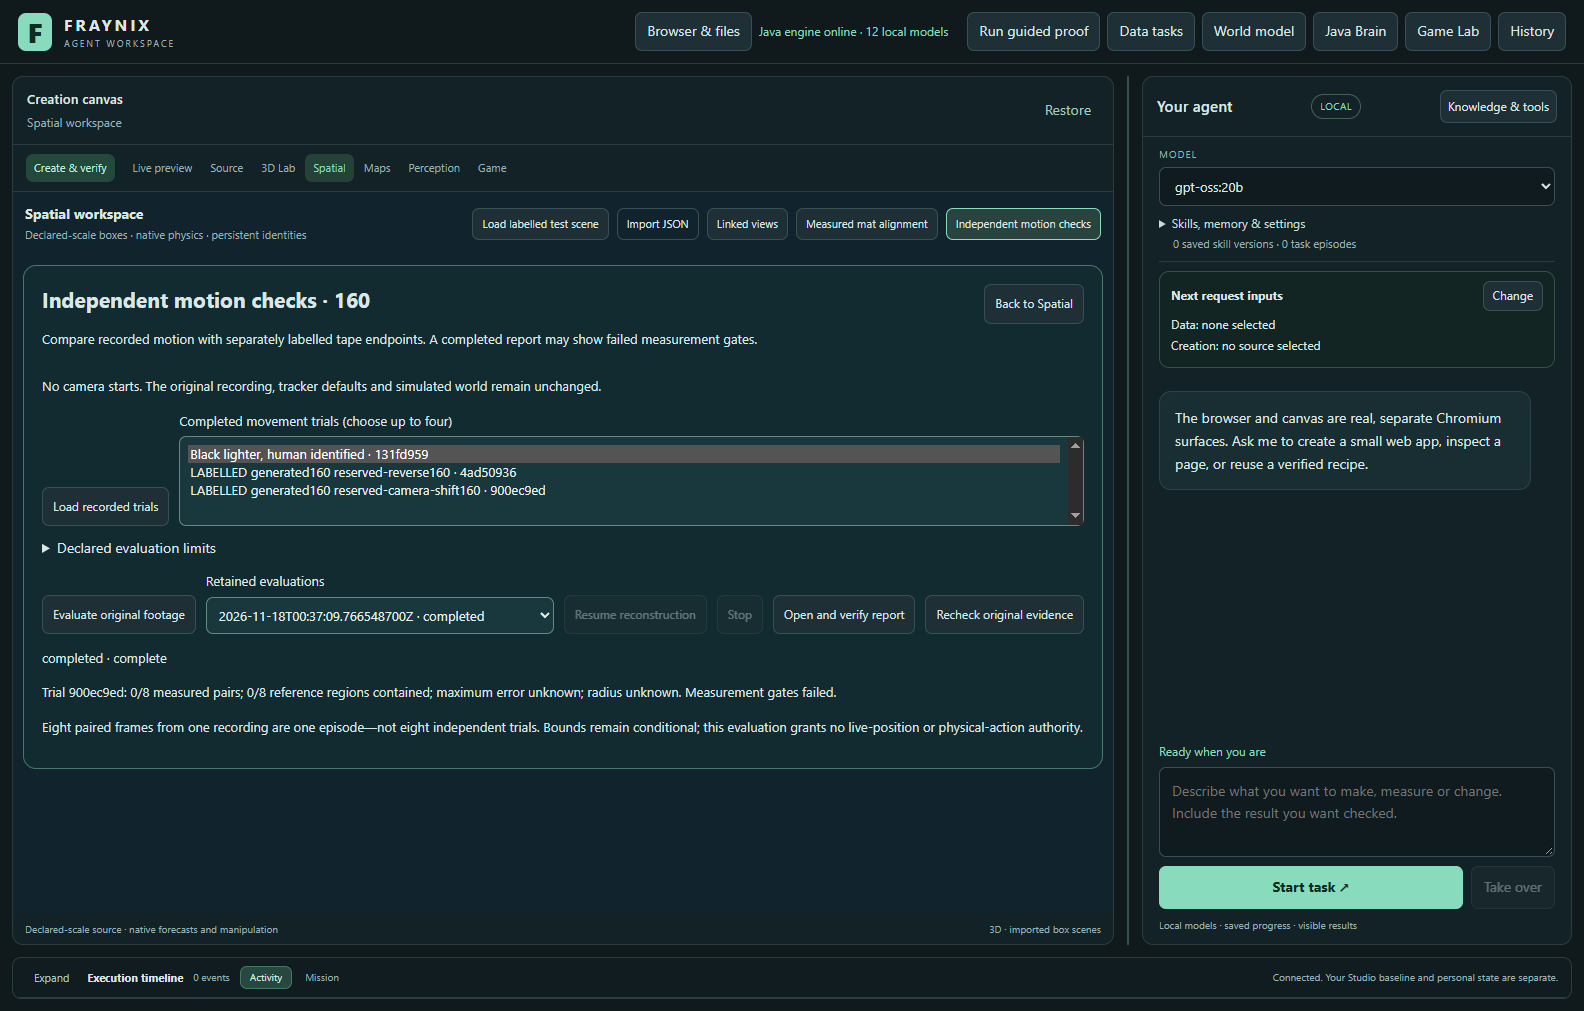 F
FRAYNIX
AGENT WORKSPACE
Browser & files
Java engine online · 12 local models
Run guided proof
Data tasks
World model
Java Brain
Game Lab
History
Creation canvas
Spatial workspace
Restore
Create & verify
Live preview
Source
3D Lab
Spatial
Maps
Perception
Game
Spatial workspace
Declared-scale boxes · native physics · persistent identities
Load labelled test scene
Import JSON
Linked views
Measured mat alignment
Independent motion checks
Independent motion checks · 160
Back to Spatial
Compare recorded motion with separately labelled tape endpoints. A completed report may show failed measurement gates.
No camera starts. The original recording, tracker defaults and simulated world remain unchanged.
Completed movement trials (choose up to four)
Load recorded trials
Black lighter, human identified · 131fd959
LABELLED generated160 reserved-reverse160 · 4ad50936
LABELLED generated160 reserved-camera-shift160 · 900ec9ed
Declared evaluation limits
Retained evaluations
Evaluate original footage
2026-11-18T00:37:09.766548700Z · completed
Resume reconstruction
Stop
Open and verify report
Recheck original evidence
completed · complete
Trial 900ec9ed: 0/8 measured pairs; 0/8 reference regions contained; maximum error unknown; radius unknown. Measurement gates failed.
Eight paired frames from one recording are one episode—not eight independent trials. Bounds remain conditional; this evaluation grants no live-position or physical-action authority.
Declared-scale source · native forecasts and manipulation
3D · imported box scenes
Your agent
LOCAL
Knowledge & tools
MODEL
gpt-oss:20b
Skills, memory & settings
0 saved skill versions · 0 task episodes
Next request inputs
Change
Data: none selected
Creation: no source selected
The browser and canvas are real, separate Chromium
surfaces. Ask me to create a small web app, inspect a
page, or reuse a verified recipe.
Ready when you are
Describe what you want to make, measure or change.
Include the result you want checked.
Start task ↗
Take over
Local models · saved progress · visible results
Expand
Execution timeline
0 events
Activity
Mission
Connected. Your Studio baseline and personal state are separate.